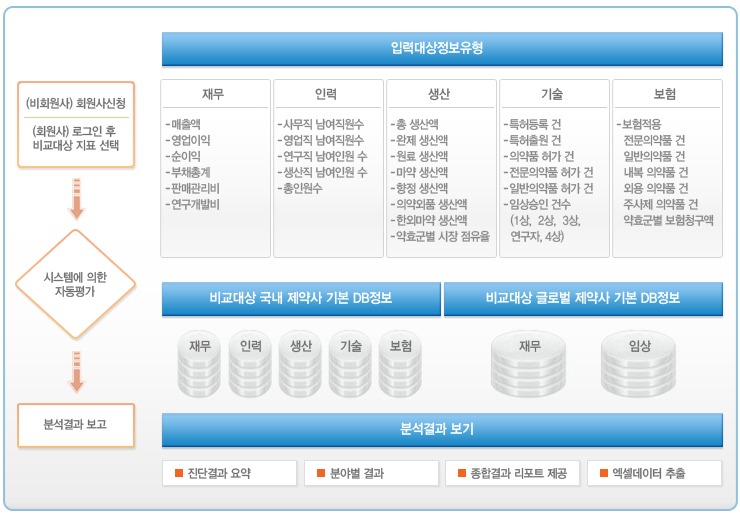 입력대상정보유형
(비회원사) 회원사신청
(회원사) 로그인 후
비교대상 지표 선택
시스템에 의한
자동평가
분석결과 보고
재무
-매출액
-영업이익
-순이익
-부채총계
-판매관리비
-연구개발비
인력
-사무직 남여직원수
-영업직 남여직원수
-연구직 남여인원 수
-생산직 남여인원 수
-총인원수
생산
-총 생산액
-완제 생산액
-원료 생산액
-마약 생산액
-향정 생산액
-의약외품 생산액
-한외마약 생산액
-약효군별 시장 점유율
기술
-특허등록 건
-특허출원 건
-의약품 허가 건
-전문의약품 허가 건
-일반의약품 허가 건
-임상승인 건수
(1상, 2상, 3상,
연구자, 4상)
보험
-보험적용
전문의약품 건
일반의약품 건
내복 의약품 건
외용 의약품 건
주사제 의약품 건
약효군별 보험청구액
비교대상 국내 제약사 기본 DB정보
비교대상 글로벌 제약사 기본 DB정보
재무
인력
생산
기술
보험
재무
임상
분석결과 보기
진단결과 요약
분야별 결과
종합결과 리포트 제공
엑셀데이터 추출